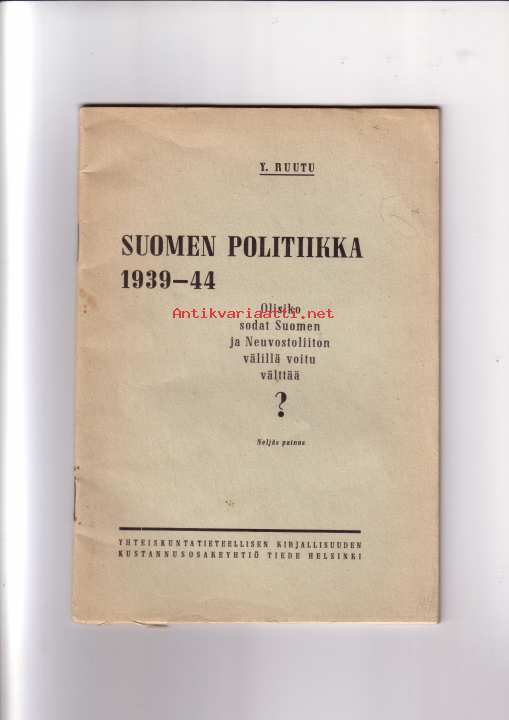 Y. RUUTU
SUOMEN POLITIIKKA
1939–44
Antikvariaatti.net
Olisiko
sodat Suomen
ja Neuvostoliiton
välillä voitu
välttää
?
Neljäs painos
YHTEISKUNTATIETEELLISEN KIRJALLISUUDEN
KUSTANNUSOSAKEYHTIÖ TIEDE HELSINKI